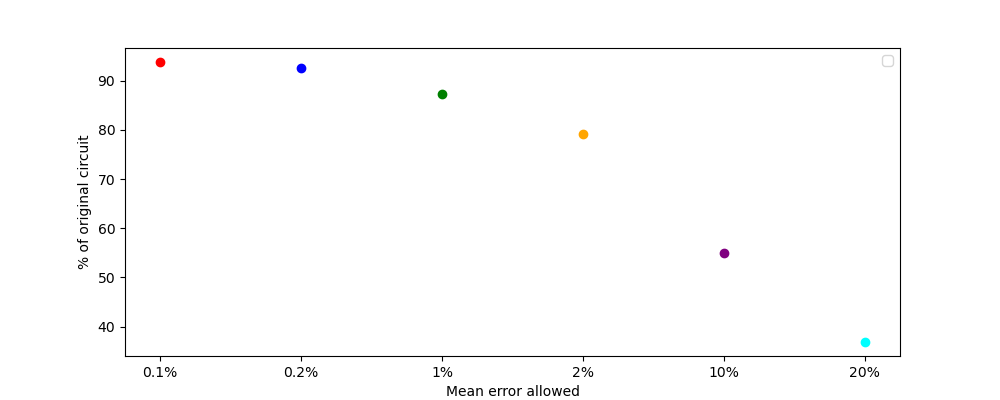 % of original circuit
90
80
70
60
50
40
0.1% 0.2% 1% 2% 10% 20%
Mean error allowed